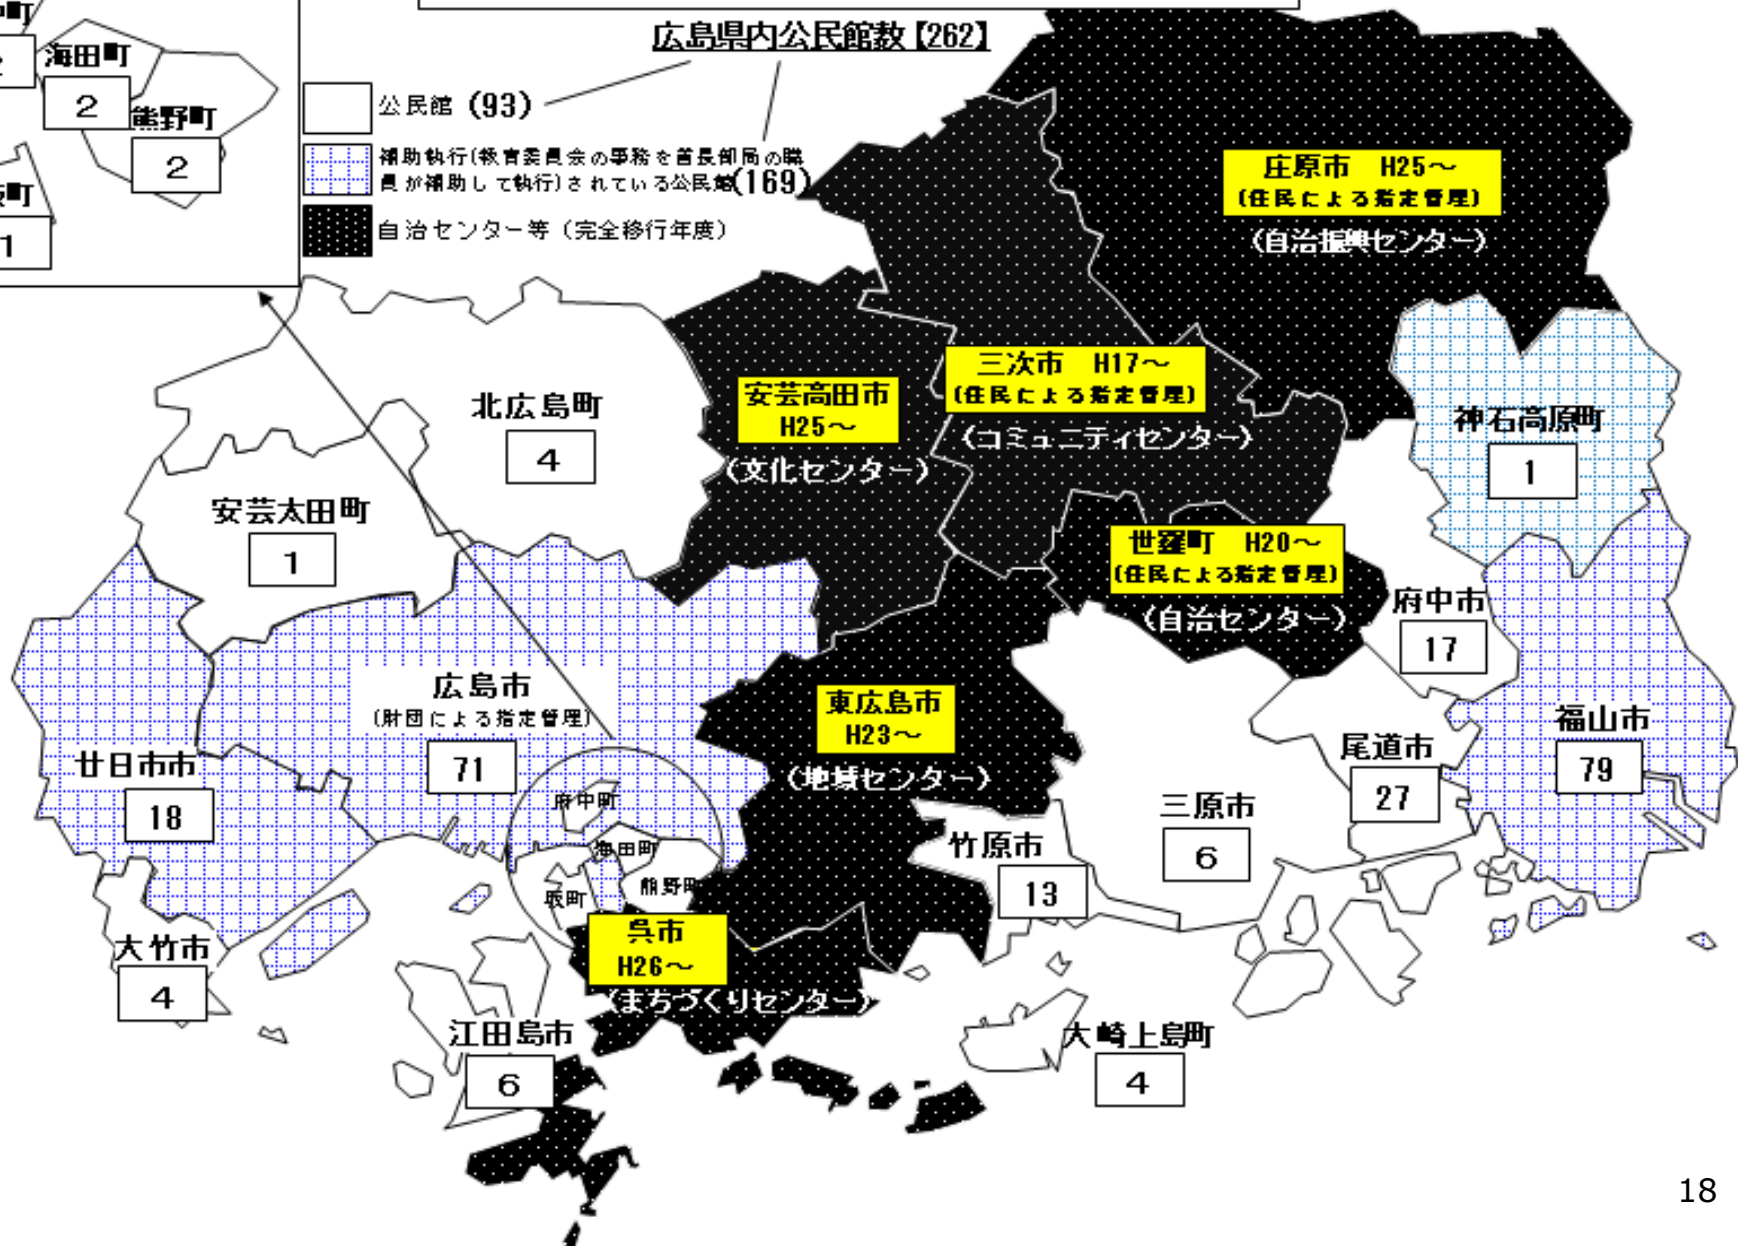 広島県内公民館数【262】
海田町
2
熊野町
2
1
公民館 (93)
補助執行(教育委員会の事務を首長部局の職
員が補助して執行)されている公民館(169)
自治センター等（完全移行年度）
庄原市 H25～
(住民による指定管理)
(自治振興センター)
三次市 H17～
(住民による指定管理)
(コミュニティセンター)
安芸高田市
H25～
(文化センター)
北広島町
4
神石高原町
1
安芸太田町
1
世羅町 H20～
(住民による指定管理)
(自治センター)
府中市
17
広島市
(財団による指定管理)
71
東広島市
H23～
(地域センター)
福山市
79
尾道市
27
廿日市市
18
三原市
6
竹原市
13
府中町
海田町
熊野町
坂町
呉市
H26～
(まちづくりセンター)
大竹市
4
江田島市
6
大崎上島町
4
18